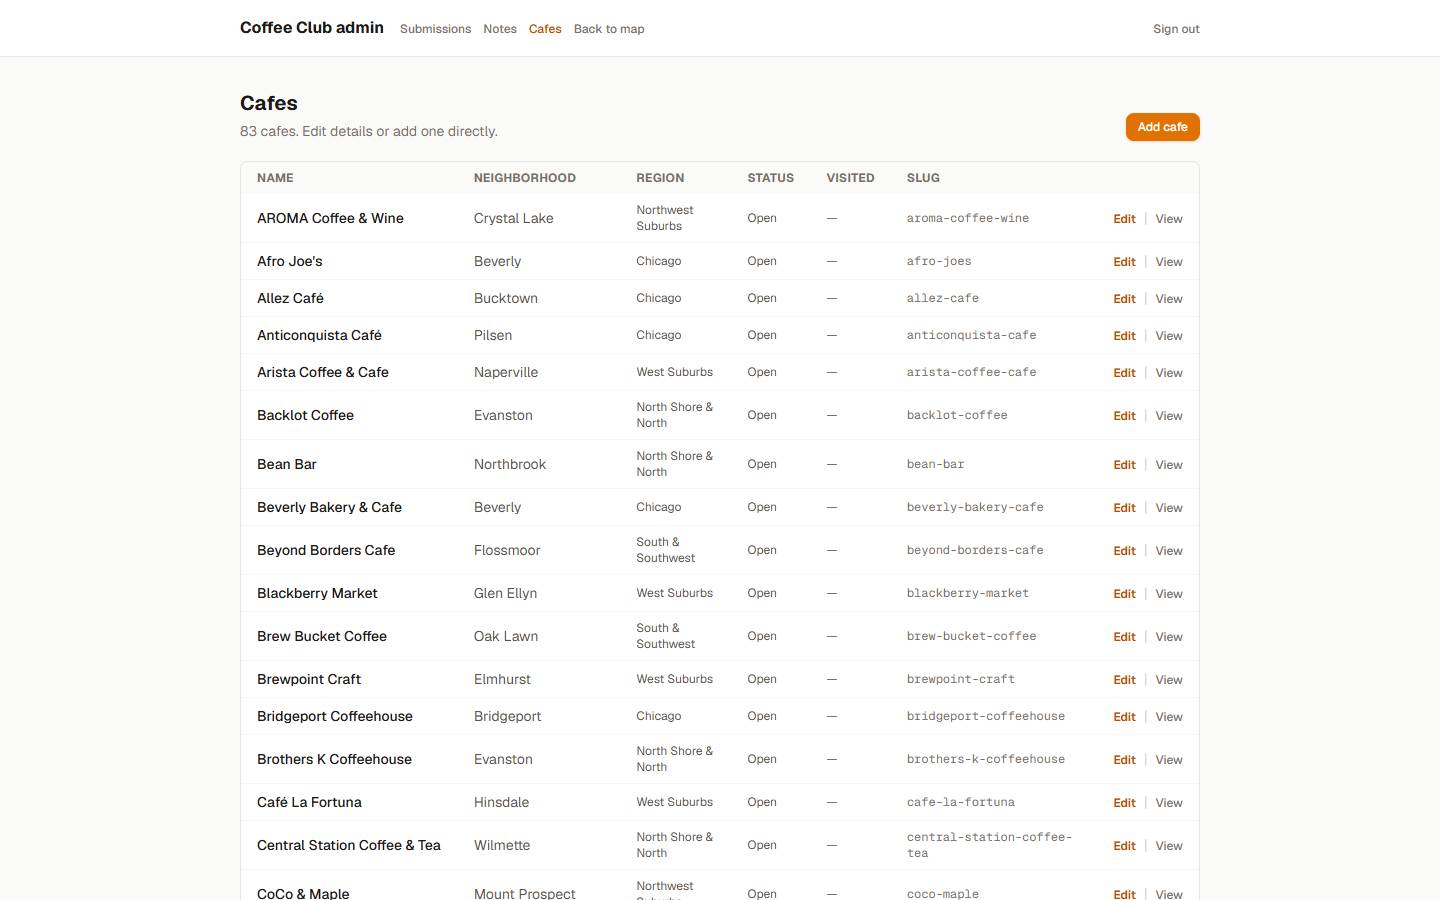 Coffee Club admin Submissions Notes Cafes Back to map Sign out
Cafes
83 cafes. Edit details or add one directly.
Add cafe
NAME NEIGHBORHOOD REGION STATUS VISITED SLUG
AROMA Coffee & Wine Crystal Lake Northwest Suburbs Open — aroma-coffee-wine Edit | View
Afro Joe's Beverly Chicago Open — afro-joes Edit | View
Allez Café Bucktown Chicago Open — allez-cafe Edit | View
Anticonquista Café Pilsen Chicago Open — anticonquista-cafe Edit | View
Arista Coffee & Cafe Naperville West Suburbs Open — arista-coffee-cafe Edit | View
Backlot Coffee Evanston North Shore & North Open — backlot-coffee Edit | View
Bean Bar Northbrook North Shore & North Open — bean-bar Edit | View
Beverly Bakery & Cafe Beverly Chicago Open — beverly-bakery-cafe Edit | View
Beyond Borders Cafe Flossmoor South & Southwest Open — beyond-borders-cafe Edit | View
Blackberry Market Glen Ellyn West Suburbs Open — blackberry-market Edit | View
Brew Bucket Coffee Oak Lawn South & Southwest Open — brew-bucket-coffee Edit | View
Brewpoint Craft Elmhurst West Suburbs Open — brewpoint-craft Edit | View
Bridgeport Coffeehouse Bridgeport Chicago Open — bridgeport-coffeehouse Edit | View
Brothers K Coffeehouse Evanston North Shore & North Open — brothers-k-coffeehouse Edit | View
Café La Fortuna Hinsdale West Suburbs Open — cafe-la-fortuna Edit | View
Central Station Coffee & Tea Wilmette North Shore & North Open — central-station-coffee-tea Edit | View
CoCo & Maple Mount Prospect Northwest Suburbs Open — coco-maple Edit | View